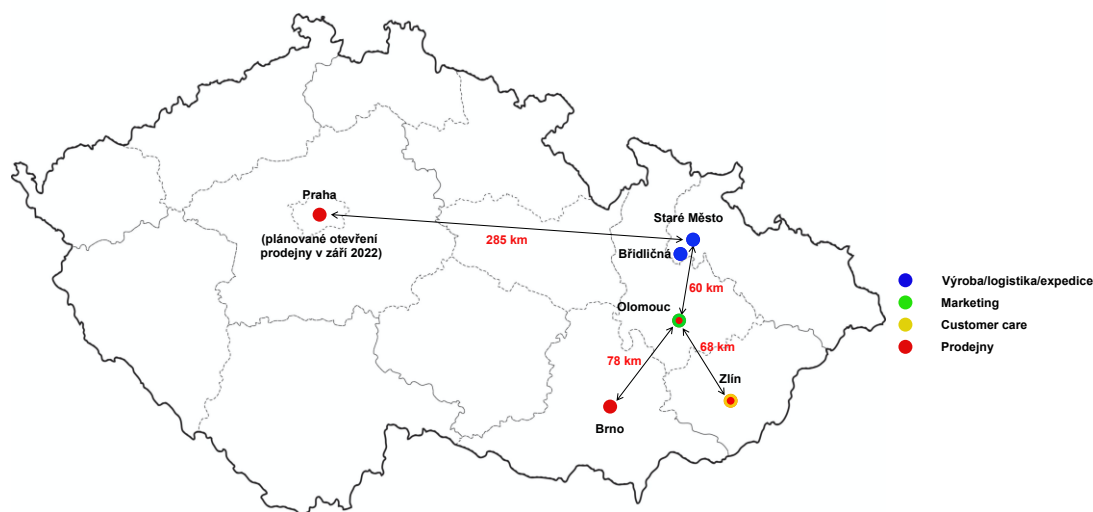 Praha
(plánované otevření
prodejny v září 2022)
285 km
Staré Město
Břidličná
60 km
Olomouc
78 km
68 km
Zlín
Brno
Výroba/logistika/expedice
Marketing
Customer care
Prodejny